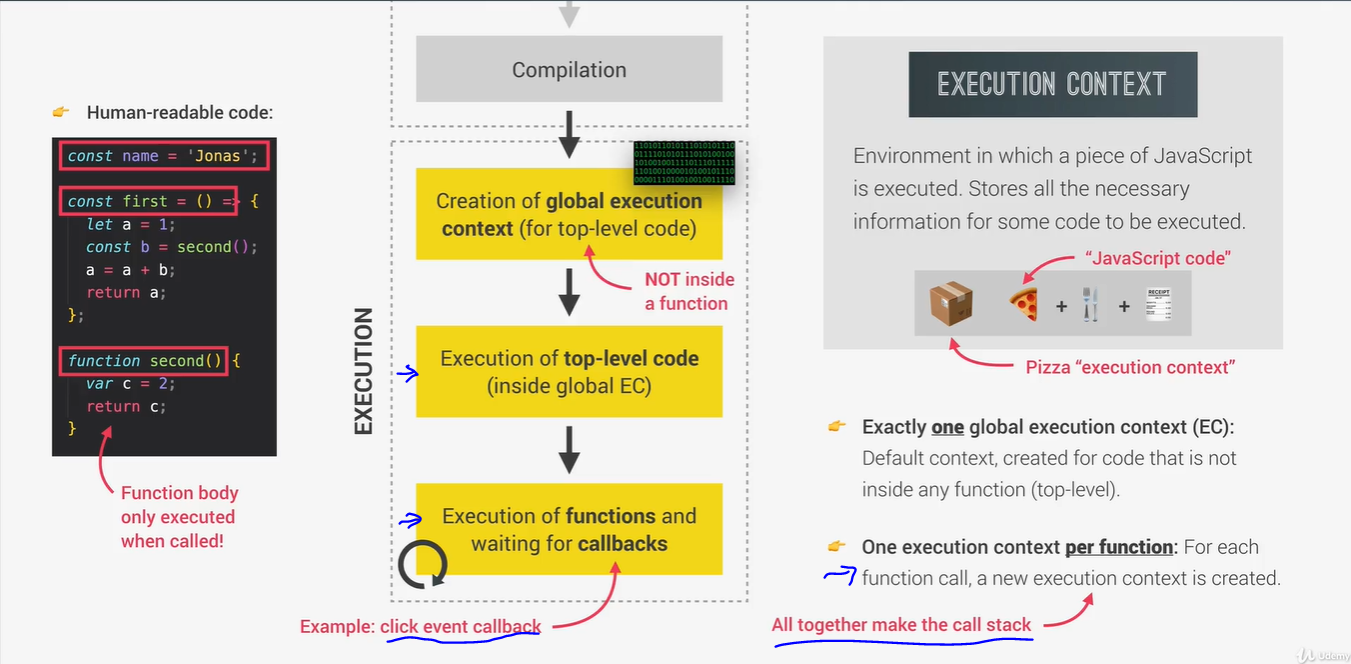 Compilation
👉 Human-readable code:
const name = 'Jonas';
const first = () => {
let a = 1;
const b = second();
a = a + b;
return a;
};
function second() {
var c = 2;
return c;
}
Function body
only executed
when called!
EXECUTION
Creation of global execution
context (for top-level code)
NOT inside
a function
Execution of top-level code
(inside global EC)
Execution of functions and
waiting for callbacks
Example: click event callback
EXECUTION CONTEXT
Environment in which a piece of JavaScript
is executed. Stores all the necessary
information for some code to be executed.
“JavaScript code”
+ +
RECEIPT
Pizza “execution context”
👉 Exactly one global execution context (EC):
Default context, created for code that is not
inside any function (top-level).
👉 One execution context per function: For each
function call, a new execution context is created.
All together make the call stack
Udemy